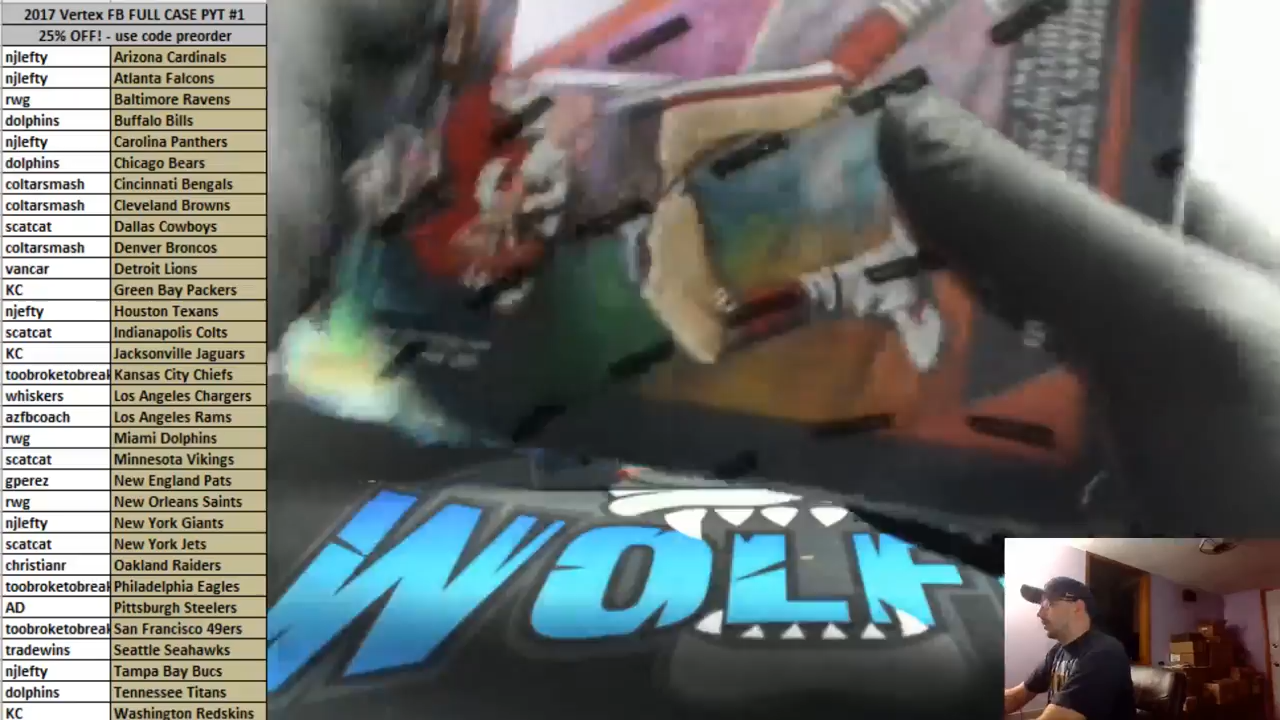 2017 Vertex FB FULL CASE PYT #1
25% OFF! - use code preorder
njlefty Arizona Cardinals
njlefty Atlanta Falcons
rwg Baltimore Ravens
dolphins Buffalo Bills
njlefty Carolina Panthers
dolphins Chicago Bears
coltarsmash Cincinnati Bengals
coltarsmash Cleveland Browns
scatcat Dallas Cowboys
coltarsmash Denver Broncos
vancar Detroit Lions
KC Green Bay Packers
njefty Houston Texans
scatcat Indianapolis Colts
KC Jacksonville Jaguars
toobroketobreak Kansas City Chiefs
whiskers Los Angeles Chargers
azfbcoach Los Angeles Rams
rwg Miami Dolphins
scatcat Minnesota Vikings
gperez New England Pats
rwg New Orleans Saints
njlefty New York Giants
scatcat New York Jets
christianr Oakland Raiders
toobroketobreak Philadelphia Eagles
AD Pittsburgh Steelers
toobroketobreak San Francisco 49ers
tradewins Seattle Seahawks
njlefty Tampa Bay Bucs
dolphins Tennessee Titans
KC Washington Redskins
WOLF